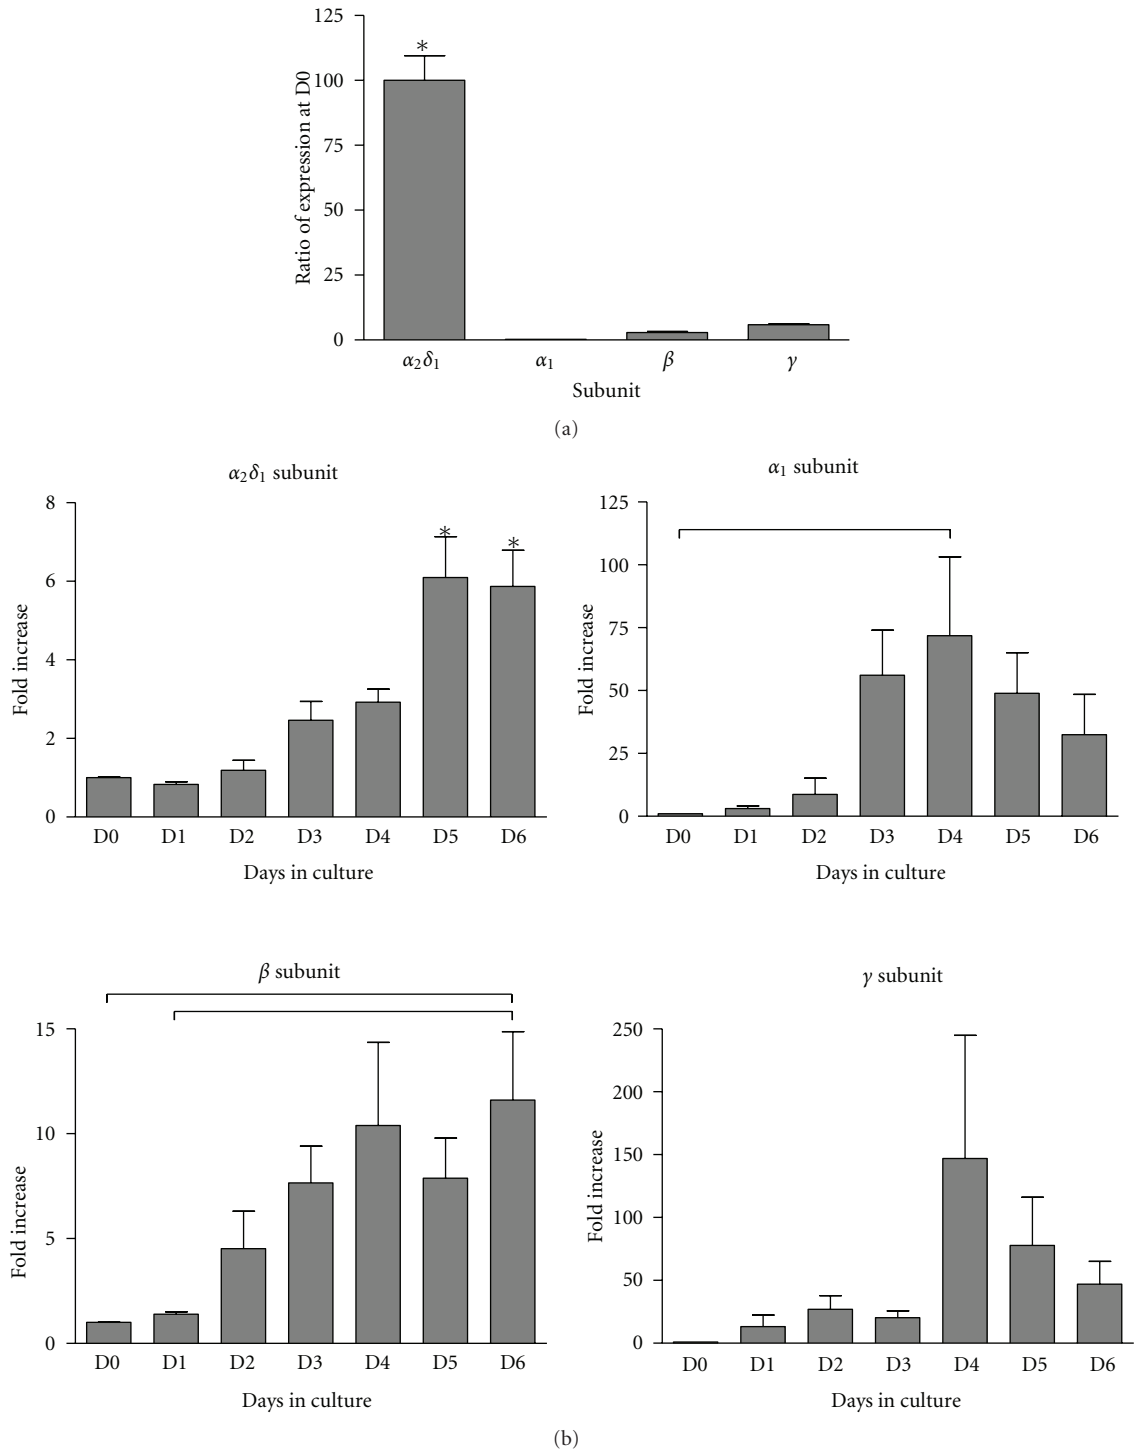 125
100
75
50
25
0
Ratio of expression at D0
*
α₂δ₁ α₁ β γ
Subunit
(a)
α₂δ₁ subunit
8
6
4
2
0
Fold increase
* *
D0 D1 D2 D3 D4 D5 D6
Days in culture
α₁ subunit
125
100
75
50
25
0
Fold increase
D0 D1 D2 D3 D4 D5 D6
Days in culture
β subunit
15
10
5
0
Fold increase
D0 D1 D2 D3 D4 D5 D6
Days in culture
γ subunit
250
200
150
100
50
0
Fold increase
D0 D1 D2 D3 D4 D5 D6
Days in culture
(b)